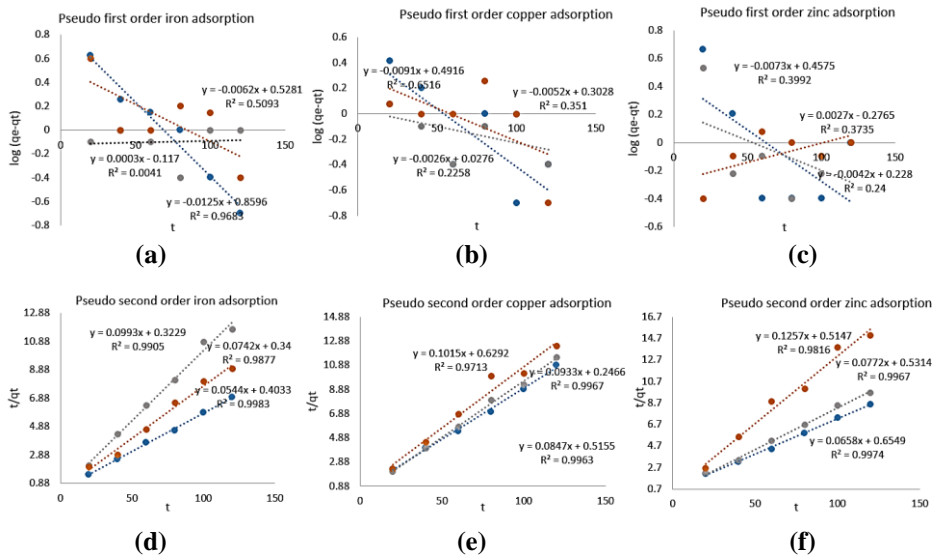 Pseudo first order iron adsorption
0.8
0.6
0.4
0.2
0
-0.2
-0.4
-0.6
-0.8
0
50
100
150
log (qe-qt)
t
y = -0.0062x + 0.5281
R² = 0.5093
y = 0.0003x - 0.117
R² = 0.0041
y = -0.0125x + 0.8596
R² = 0.9683
(a)
Pseudo first order copper adsorption
0.6
0.4
0.2
0
-0.2
-0.4
-0.6
-0.8
0
50
100
150
log (qe-qt)
t
y = -0.0091x + 0.4916
R² = 0.6516
y = -0.0052x + 0.3028
R² = 0.351
y = -0.0026x + 0.0276
R² = 0.2258
(b)
Pseudo first order zinc adsorption
0.8
0.6
0.4
0.2
0
-0.2
-0.4
-0.6
0
50
100
150
log (qe-qt)
t
y = -0.0073x + 0.4575
R² = 0.3992
y = 0.0027x - 0.2765
R² = 0.3735
y = -0.0042x + 0.228
R² = 0.24
(c)
Pseudo second order iron adsorption
12.88
10.88
8.88
6.88
4.88
2.88
0.88
0
50
100
150
t/qt
t
y = 0.0993x + 0.3229
R² = 0.9905
y = 0.0742x + 0.34
R² = 0.9877
y = 0.0544x + 0.4033
R² = 0.9983
(d)
Pseudo second order copper adsorption
14.88
12.88
10.88
8.88
6.88
4.88
2.88
0.88
0
50
100
150
t/qt
t
y = 0.1015x + 0.6292
R² = 0.9713
y = 0.0933x + 0.2466
R² = 0.9967
y = 0.0847x + 0.5155
R² = 0.9963
(e)
Pseudo second order zinc adsorption
16.7
14.7
12.7
10.7
8.7
6.7
4.7
2.7
0.7
0
50
100
150
t/qt
t
y = 0.1257x + 0.5147
R² = 0.9816
y = 0.0772x + 0.5314
R² = 0.9967
y = 0.0658x + 0.6549
R² = 0.9974
(f)